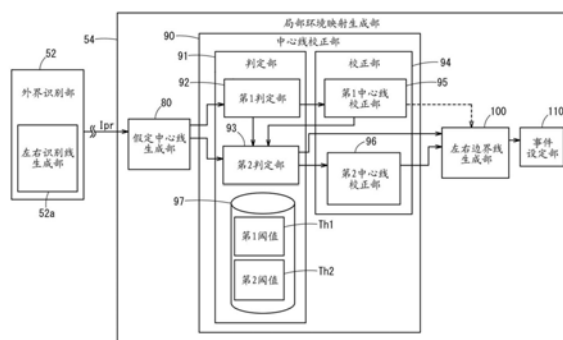 54
局部环境映射生成部
90
中心线校正部
91
判定部
94
校正部
52
外界识别部
左右识别线
生成部
52a
Ipr
80
假定中心线
生成部
92
第1判定部
93
第2判定部
95
第1中心线
校正部
96
第2中心线
校正部
97
第1阀值
Th1
第2阀值
Th2
100
左右边界线
生成部
110
事件
设定部